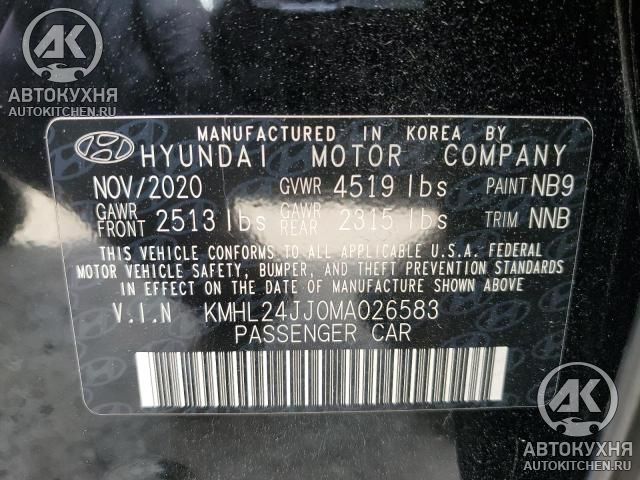 АВТОКУХНЯ
AUTOKITCHEN.RU
MANUFACTURED IN KOREA BY
HYUNDAI MOTOR COMPANY
NOV/2020 GVWR 4519 lbs PAINT NB9
GAWR FRONT 2513 lbs GAWR REAR 2315 lbs TRIM NNB
THIS VEHICLE CONFORMS TO ALL APPLICABLE U.S.A. FEDERAL
MOTOR VEHICLE SAFETY, BUMPER, AND THEFT PREVENTION STANDARDS
IN EFFECT ON THE DATE OF MANUFACTURE SHOWN ABOVE
V.I.N KMHL24JJ0MA026583
PASSENGER CAR
АК
АВТОКУХНЯ
AUTOKITCHEN.RU